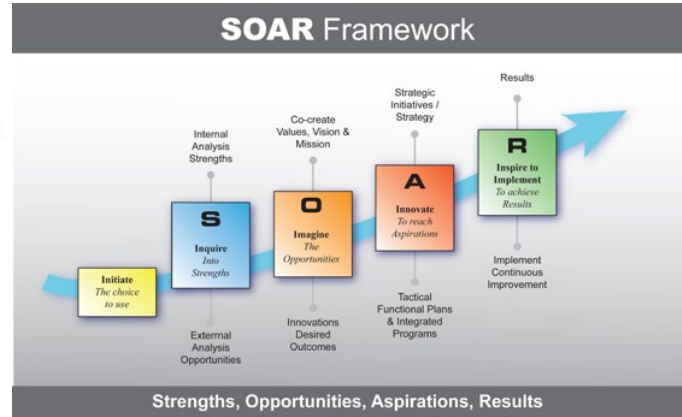 SOAR Framework
Results
Strategic
Initiatives /
Strategy
Co-create
Values, Vision &
Mission
Internal
Analysis
Strengths
R
Inspire to
Implement
To achieve
Results
A
Innovate
To reach
Aspirations
O
Imagine
The
Opportunities
S
Inquire
Into
Strengths
Initiate
The choice
to use
Implement
Continuous
Improvement
Tactical
Functional Plans
& Integrated
Programs
Innovations
Desired
Outcomes
External
Analysis
Opportunities
Strengths, Opportunities, Aspirations, Results